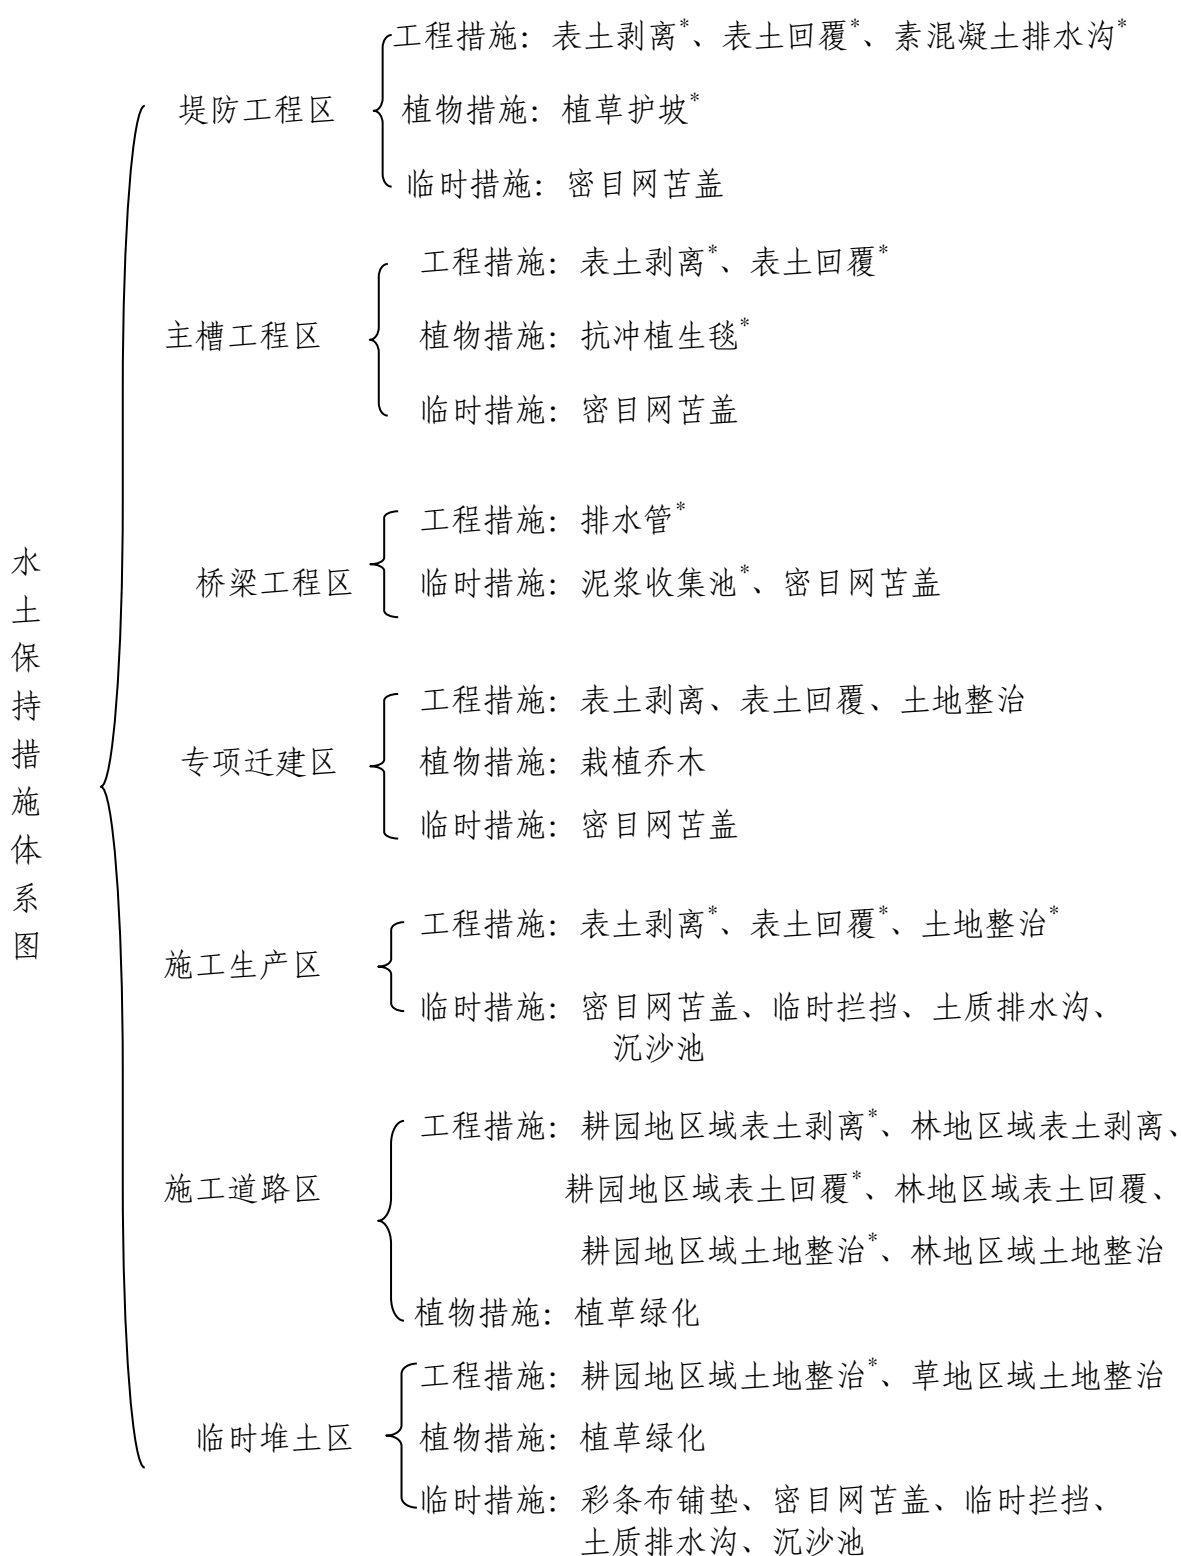 水土保持措施体系图
堤防工程区
工程措施：表土剥离*、表土回覆*、素混凝土排水沟*
植物措施：植草护坡*
临时措施：密目网苫盖
主槽工程区
工程措施：表土剥离*、表土回覆*
植物措施：抗冲植生毯*
临时措施：密目网苫盖
桥梁工程区
工程措施：排水管*
临时措施：泥浆收集池*、密目网苫盖
专项迁建区
工程措施：表土剥离、表土回覆、土地整治
植物措施：栽植乔木
临时措施：密目网苫盖
施工生产区
工程措施：表土剥离*、表土回覆*、土地整治*
临时措施：密目网苫盖、临时拦挡、土质排水沟、
沉沙池
施工道路区
工程措施：耕园地区域表土剥离*、林地区域表土剥离、
耕园地区域表土回覆*、林地区域表土回覆、
耕园地区域土地整治*、林地区域土地整治
植物措施：植草绿化
临时堆土区
工程措施：耕园地区域土地整治*、草地区域土地整治
植物措施：植草绿化
临时措施：彩条布铺垫、密目网苫盖、临时拦挡、
土质排水沟、沉沙池